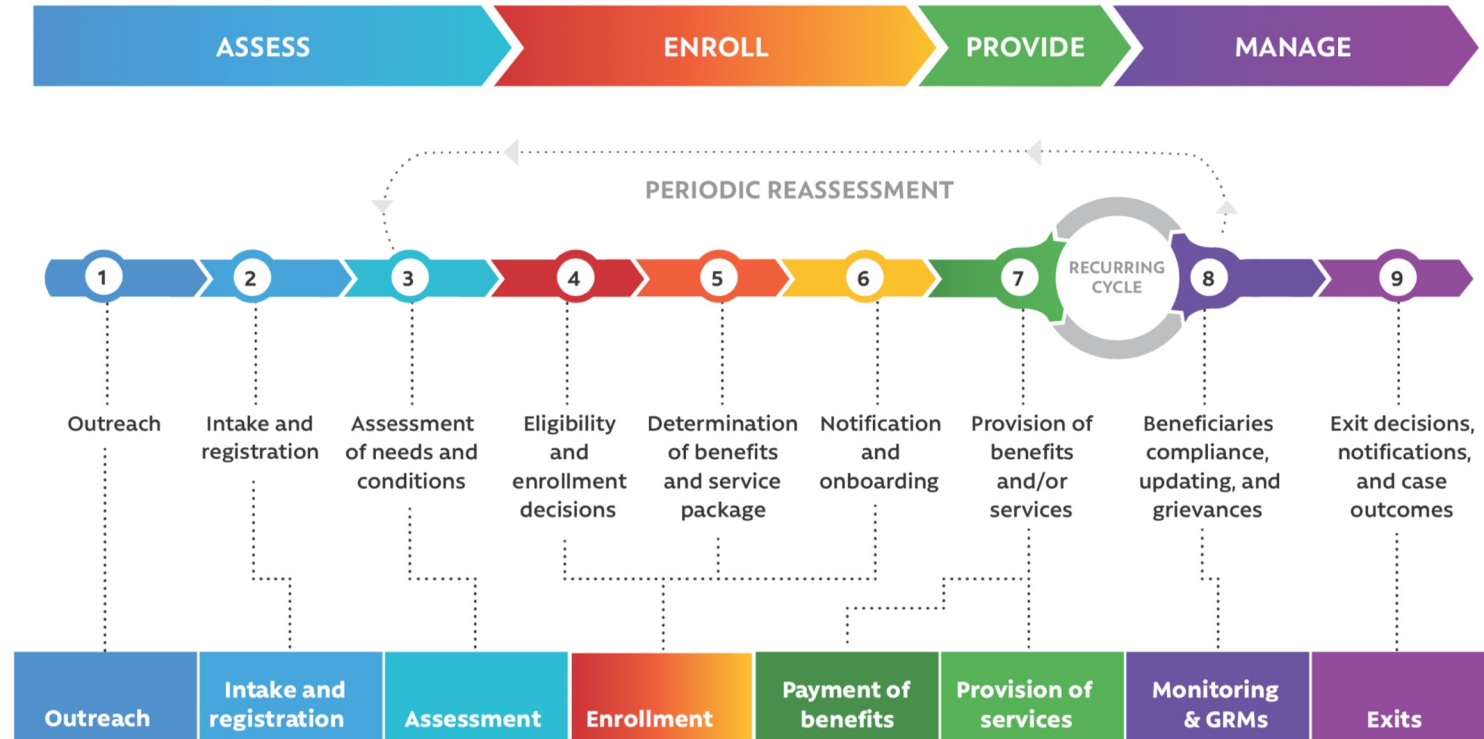 ASSESS
ENROLL
PROVIDE
MANAGE
PERIODIC REASSESSMENT
1
2
3
4
5
6
7
RECURRING
CYCLE
8
9
Outreach
Intake and
registration
Assessment
of needs and
conditions
Eligibility
and
enrollment
decisions
Determination
of benefits
and service
package
Notification
and
onboarding
Provision of
benefits
and/or
services
Beneficiaries
compliance,
updating, and
grievances
Exit decisions,
notifications,
and case
outcomes
Outreach
Intake and
registration
Assessment
Enrollment
Payment of
benefits
Provision of
services
Monitoring
& GRMs
Exits